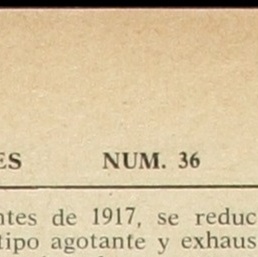 ES NUM. 36
ntes de 1917, se reduc
tipo agotante y exhaus